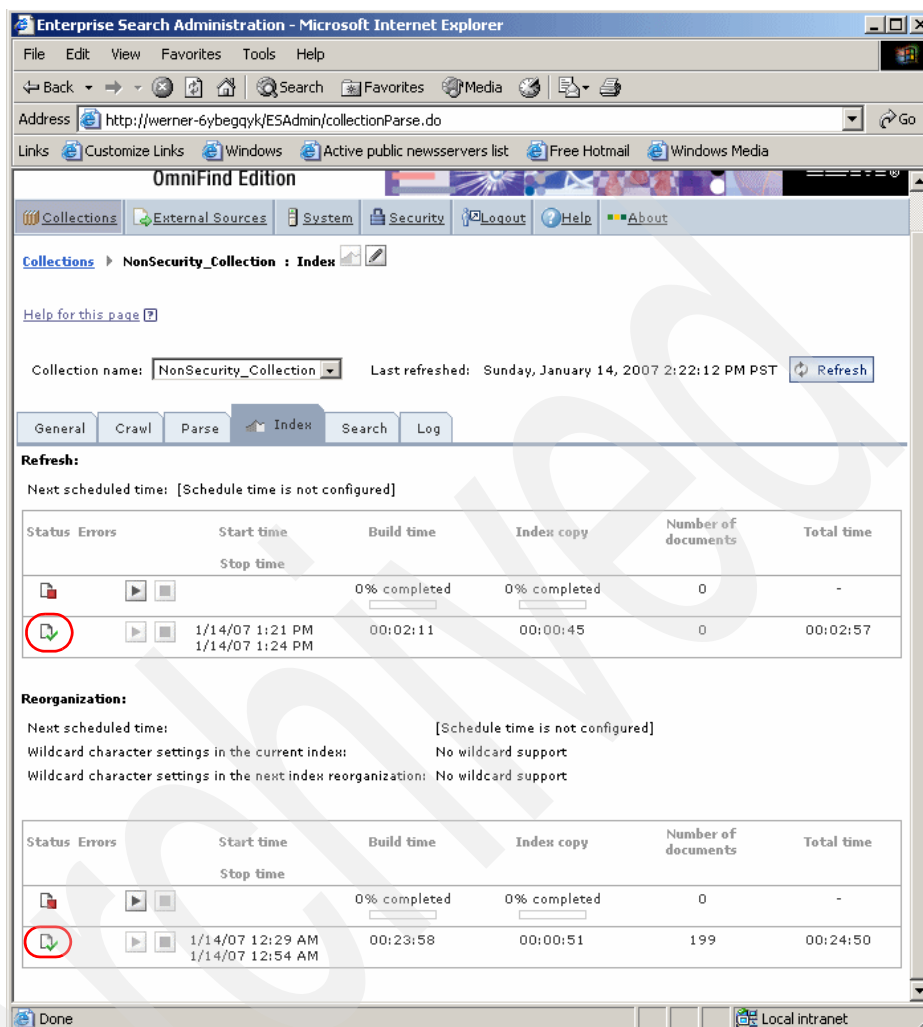 Enterprise Search Administration - Microsoft Internet Explorer
File Edit View Favorites Tools Help
Back Search Favorites Media
Address http://werner-6ybegqyk/ESAdmin/collectionParse.do Go
Links Customize Links Windows Active public newsservers list Free Hotmail Windows Media
OmniFind Edition
Collections External Sources System Security Logout Help About
Collections NonSecurity_Collection : Index
Help for this page ?
Collection name: NonSecurity_Collection Last refreshed: Sunday, January 14, 2007 2:22:12 PM PST Refresh
General Crawl Parse Index Search Log
Refresh:
Next scheduled time: [Schedule time is not configured]
Status Errors Start time Build time Index copy Number of documents Total time
Stop time
0% completed 0% completed 0 -
1/14/07 1:21 PM 00:02:11 00:00:45 0 00:02:57
1/14/07 1:24 PM
Reorganization:
Next scheduled time: [Schedule time is not configured]
Wildcard character settings in the current index: No wildcard support
Wildcard character settings in the next index reorganization: No wildcard support
Status Errors Start time Build time Index copy Number of documents Total time
Stop time
0% completed 0% completed 0 -
1/14/07 12:29 AM 00:23:58 00:00:51 199 00:24:50
1/14/07 12:54 AM
Done Local intranet